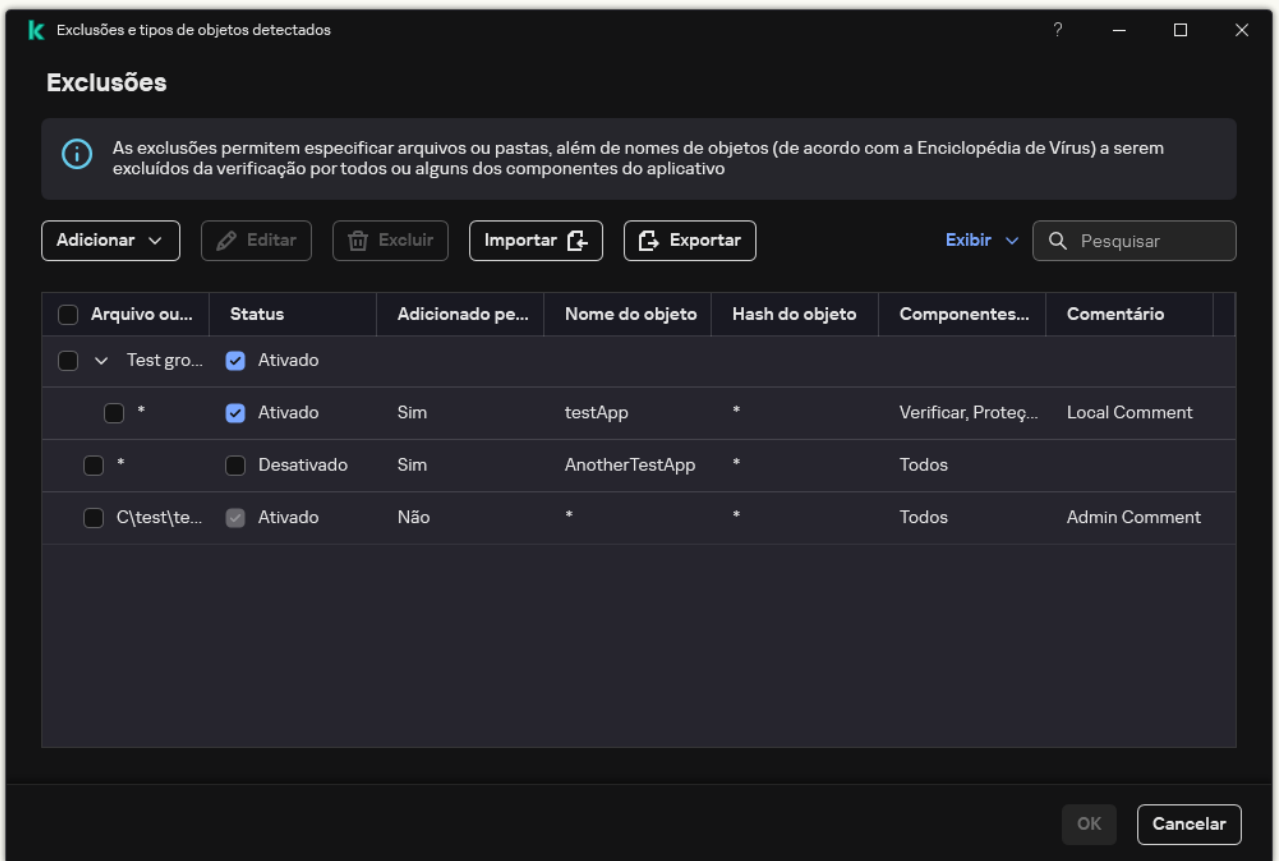 Exclusões e tipos de objetos detectados ?
Exclusões
As exclusões permitem especificar arquivos ou pastas, além de nomes de objetos (de acordo com a Enciclopédia de Vírus) a serem
excluídos da verificação por todos ou alguns dos componentes do aplicativo
Adicionar Editar Excluir Importar Exportar Exibir Pesquisar
Arquivo ou... Status Adicionado pe... Nome do objeto Hash do objeto Componentes... Comentário
Test gro... Ativado
* Ativado Sim testApp * Verificar, Proteç... Local Comment
* Desativado Sim AnotherTestApp * Todos
C\test\te... Ativado Não * * Todos Admin Comment
OK Cancelar